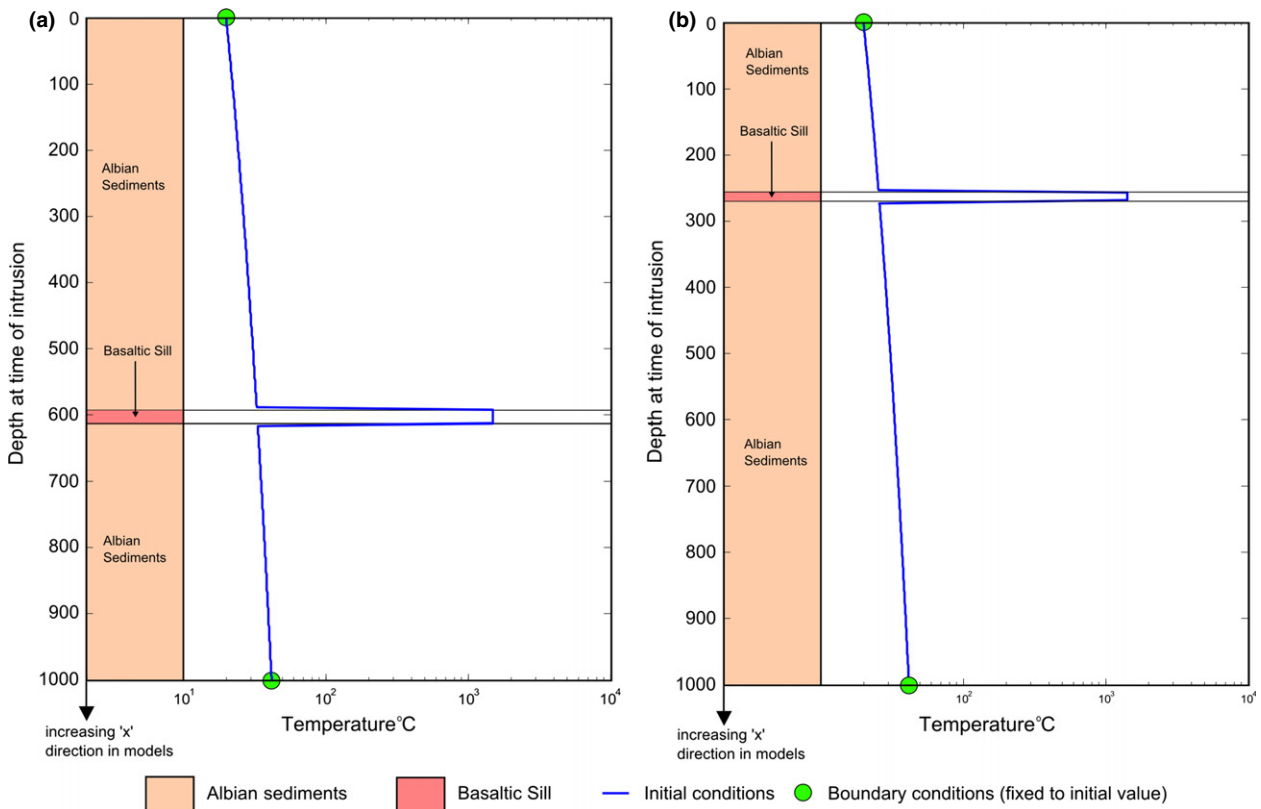 (a)
0
100
200
300
400
500
600
700
800
900
1000
Depth at time of intrusion
Albian
Sediments
Basaltic Sill
Albian
Sediments
10¹
10²
10³
10⁴
Temperature°C
increasing 'x'
direction in models
(b)
0
100
200
300
400
500
600
700
800
900
1000
Depth at time of intrusion
Albian
Sediments
Basaltic Sill
Albian
Sediments
10²
10³
10⁴
Temperature°C
increasing 'x'
direction in models
Albian sediments
Basaltic Sill
Initial conditions
Boundary conditions (fixed to initial value)